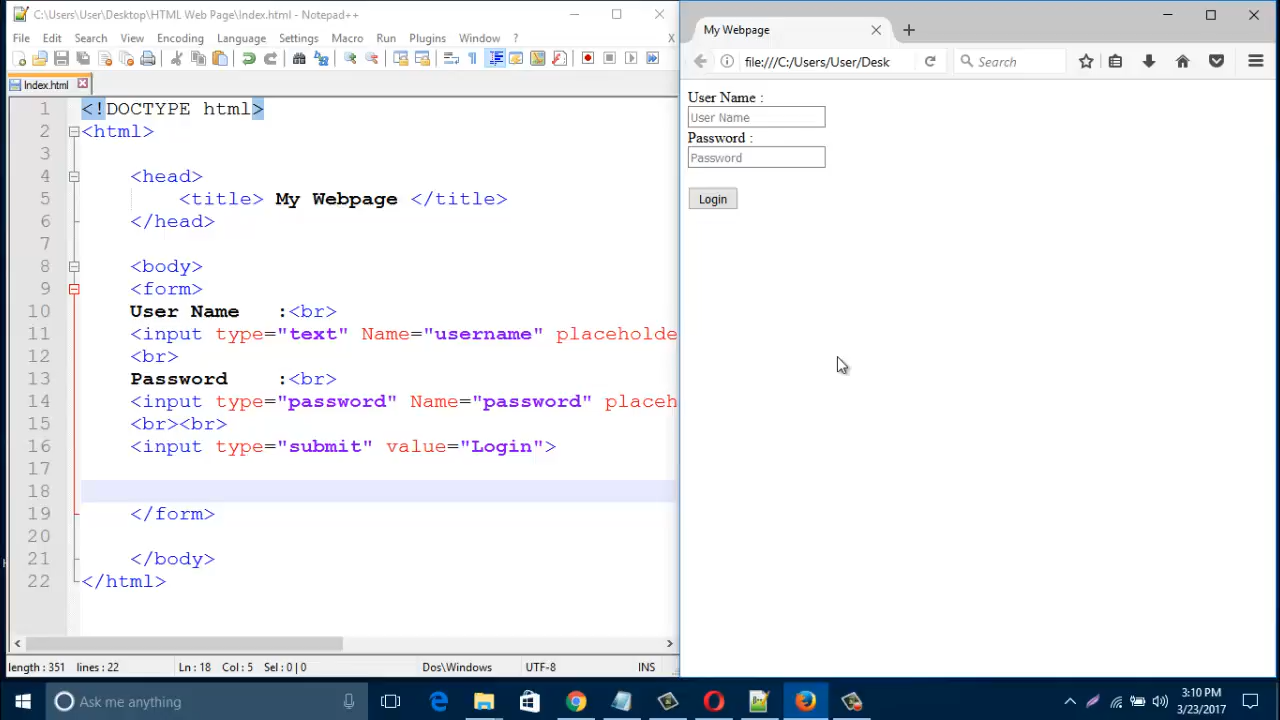 C:\Users\User\Desktop\HTML Web Page\Index.html - Notepad++
File Edit Search View Encoding Language Settings Macro Run Plugins Window ? X
Index.html
1 <!DOCTYPE html>
2 <html>
3
4 <head>
5 <title> My Webpage </title>
6 </head>
7
8 <body>
9 <form>
10 User Name :<br>
11 <input type="text" Name="username" placeholde
12 <br>
13 Password :<br>
14 <input type="password" Name="password" placeh
15 <br><br>
16 <input type="submit" value="Login">
17
18
19 </form>
20
21 </body>
22 </html>
length : 351 lines : 22 Ln : 18 Col : 5 Sel : 0 | 0 Dos\Windows UTF-8 INS
My Webpage
file:///C:/Users/User/Desk
Search
User Name :
User Name
Password :
Password
Login
Ask me anything
3:10 PM
3/23/2017